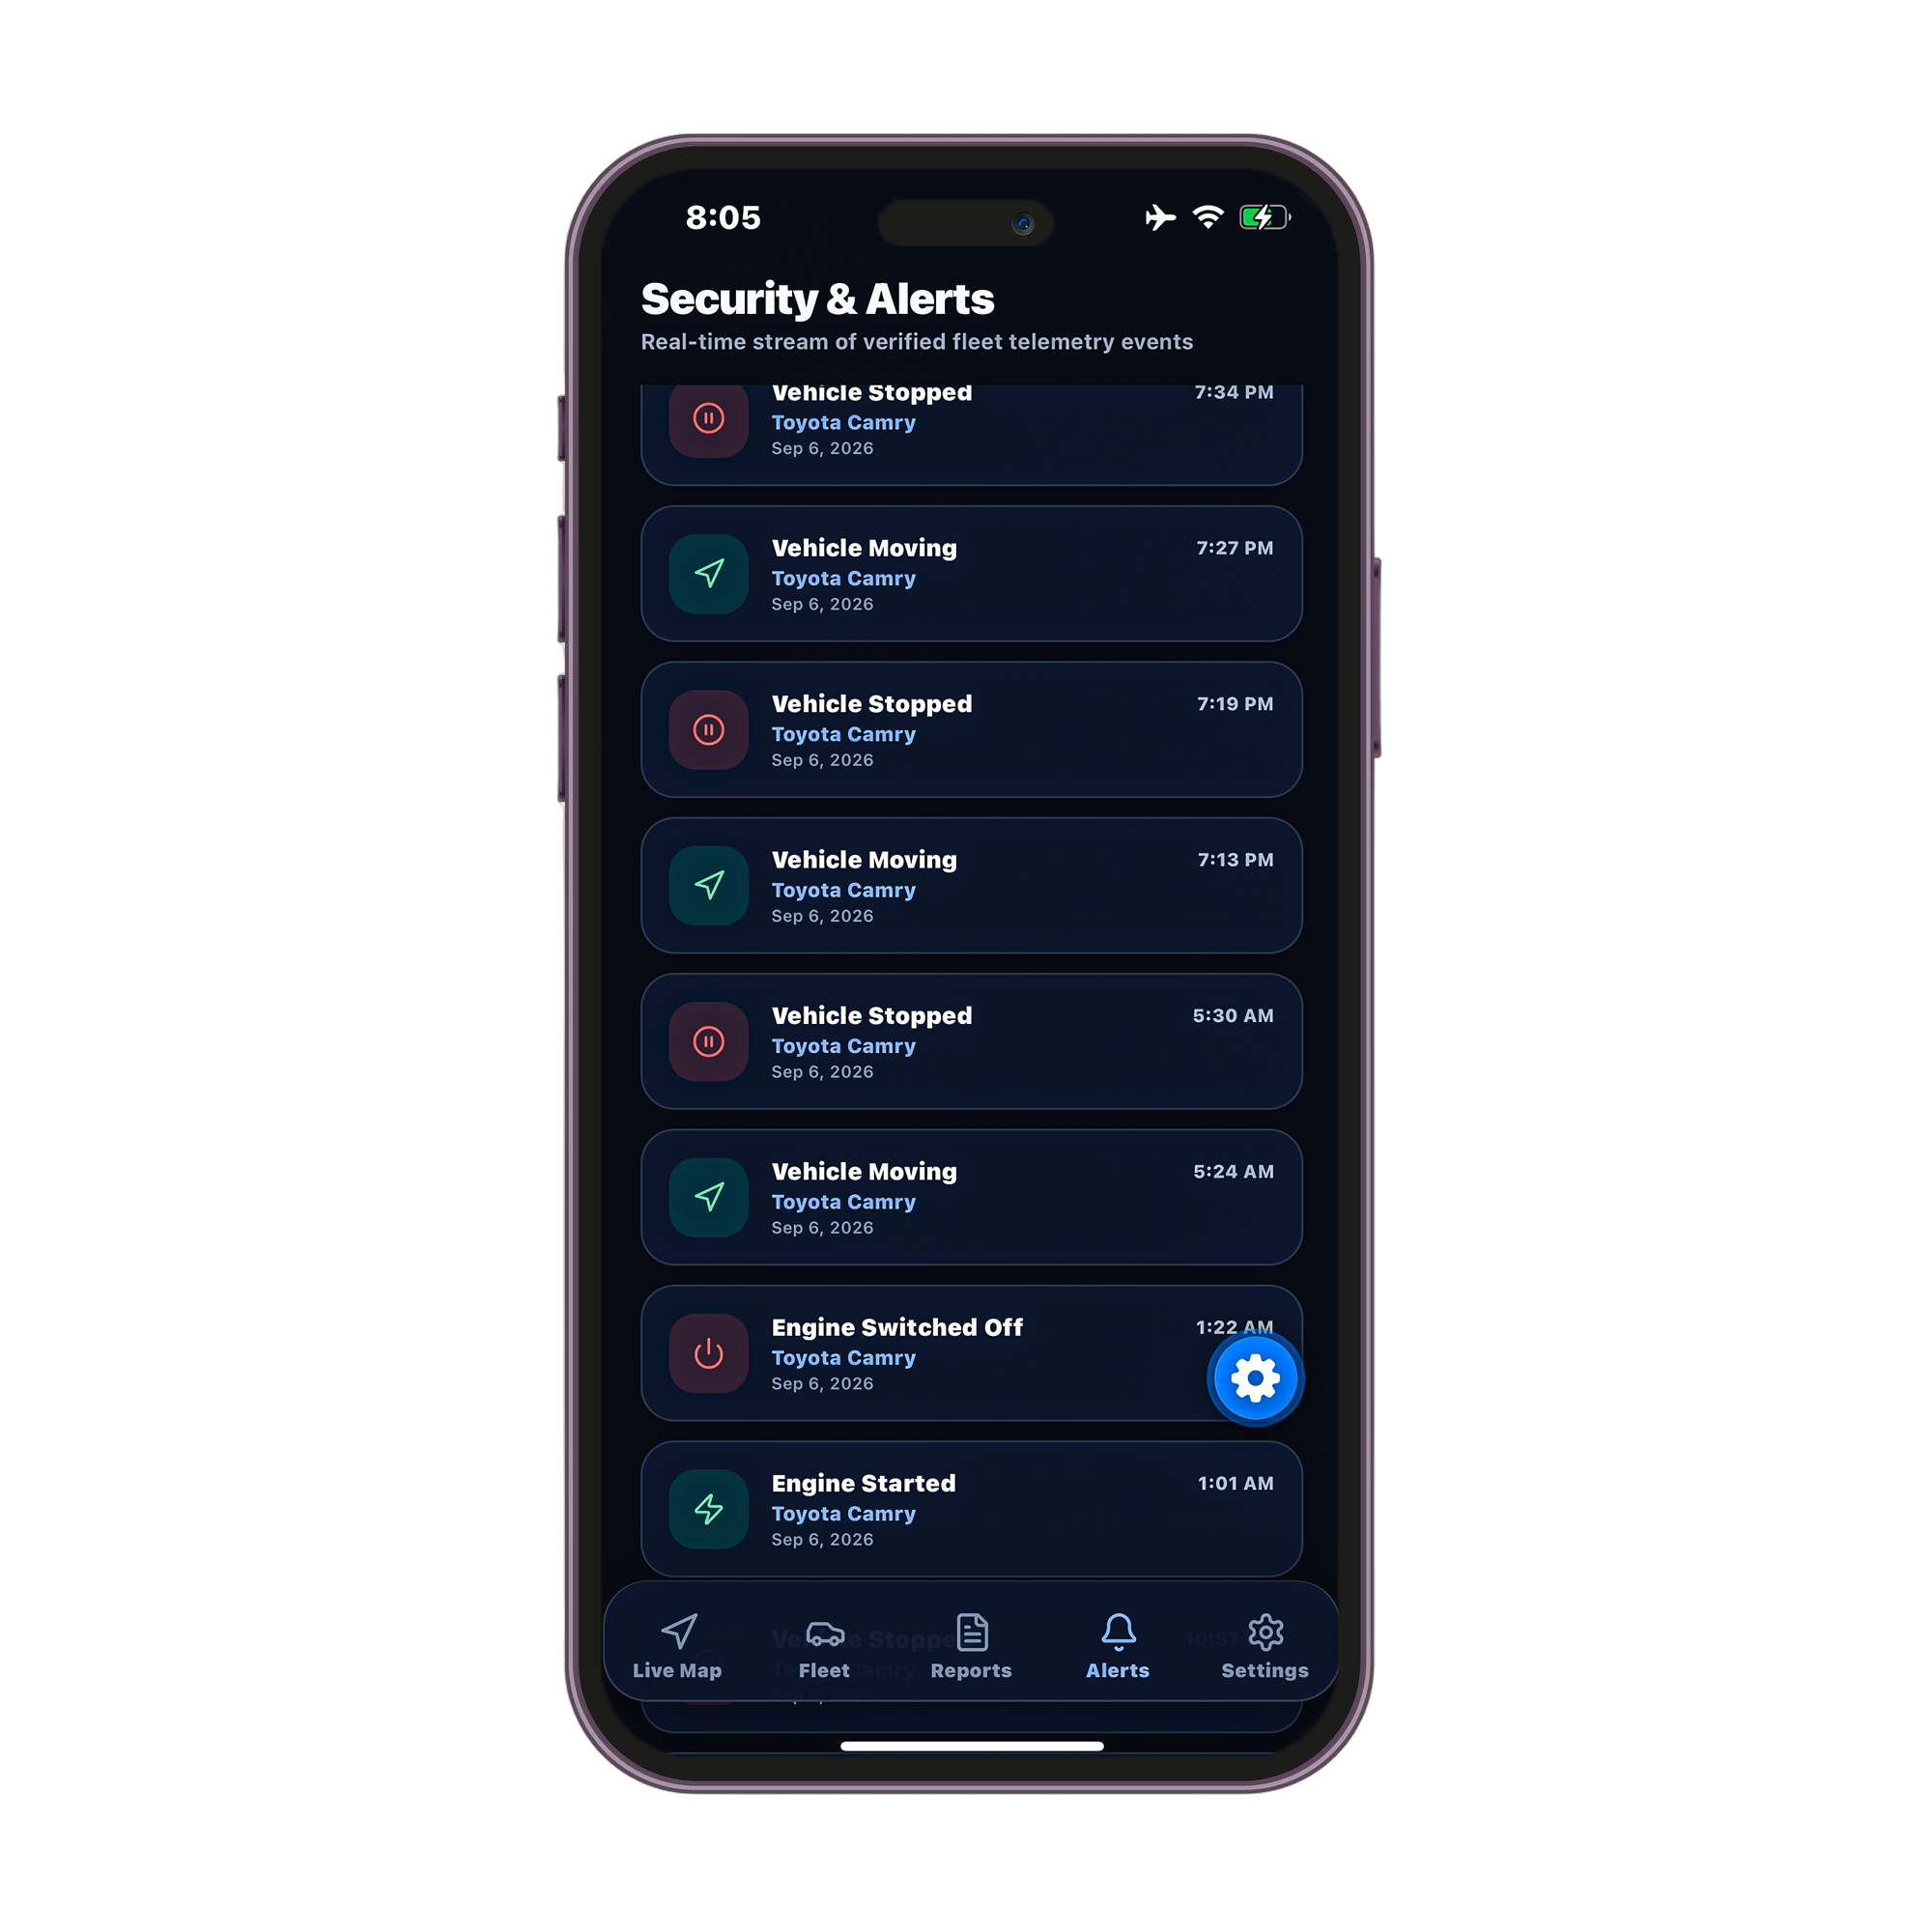 8:05
Security & Alerts
Real-time stream of verified fleet telemetry events
Vehicle Stopped
7:34 PM
Toyota Camry
Sep 6, 2026
Vehicle Moving
7:27 PM
Toyota Camry
Sep 6, 2026
Vehicle Stopped
7:19 PM
Toyota Camry
Sep 6, 2026
Vehicle Moving
7:13 PM
Toyota Camry
Sep 6, 2026
Vehicle Stopped
5:30 AM
Toyota Camry
Sep 6, 2026
Vehicle Moving
5:24 AM
Toyota Camry
Sep 6, 2026
Engine Switched Off
1:22 AM
Toyota Camry
Sep 6, 2026
Engine Started
1:01 AM
Toyota Camry
Sep 6, 2026
Live Map
Fleet
Reports
Alerts
Settings